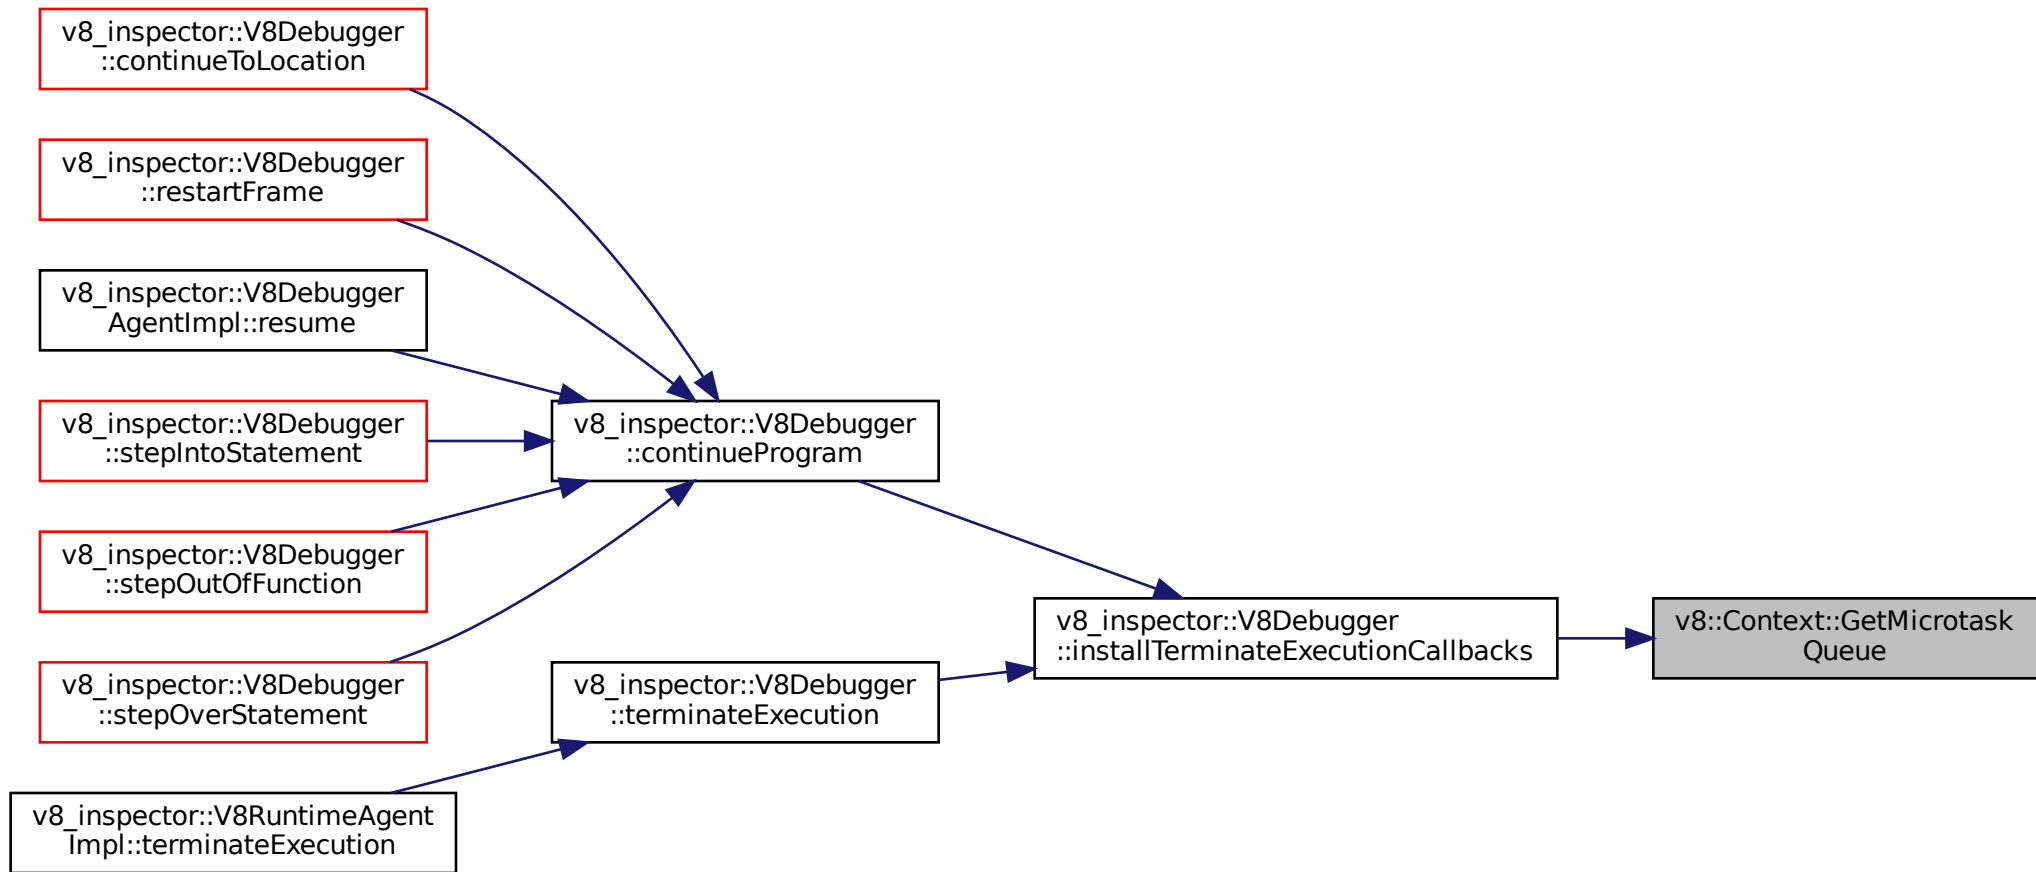 v8_inspector::V8Debugger
::continueToLocation
v8_inspector::V8Debugger
::restartFrame
v8_inspector::V8Debugger
AgentImpl::resume
v8_inspector::V8Debugger
::stepIntoStatement
v8_inspector::V8Debugger
::stepOutOfFunction
v8_inspector::V8Debugger
::stepOverStatement
v8_inspector::V8RuntimeAgent
Impl::terminateExecution
v8_inspector::V8Debugger
::continueProgram
v8_inspector::V8Debugger
::terminateExecution
v8_inspector::V8Debugger
::installTerminateExecutionCallbacks
v8::Context::GetMicrotask
Queue